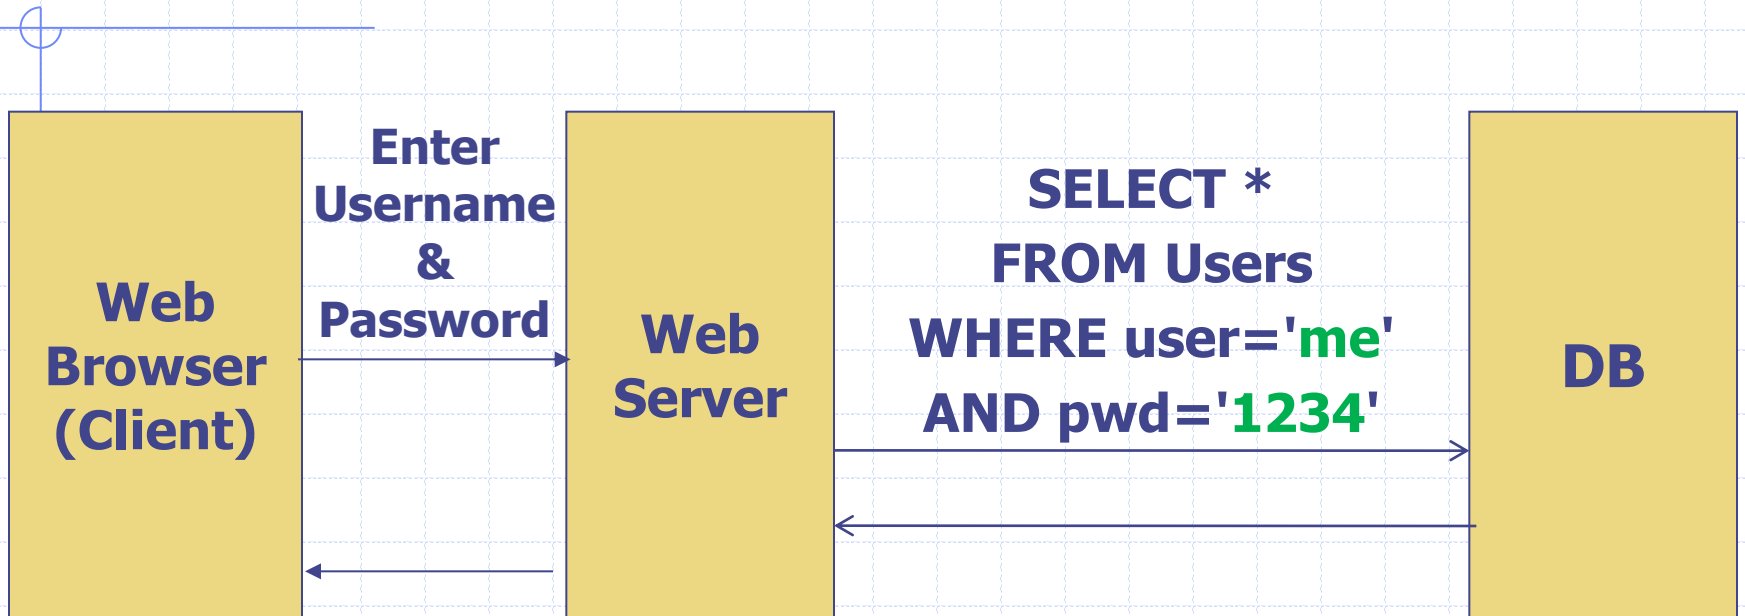 Web
Browser
(Client)
Enter
Username
&
Password
Web
Server
SELECT *
FROM Users
WHERE user='me'
AND pwd='1234'
DB